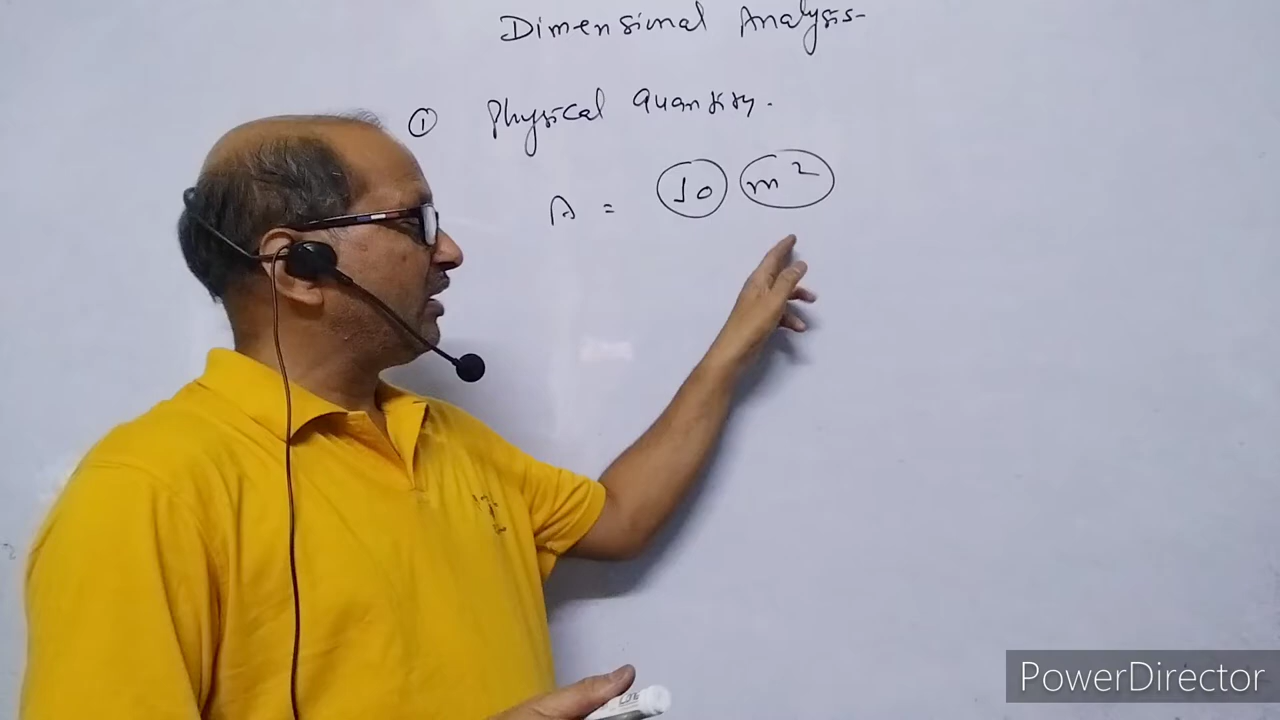 Dimensional Analysis-
① Physical Quantity.
A = 10 m²
PowerDirector